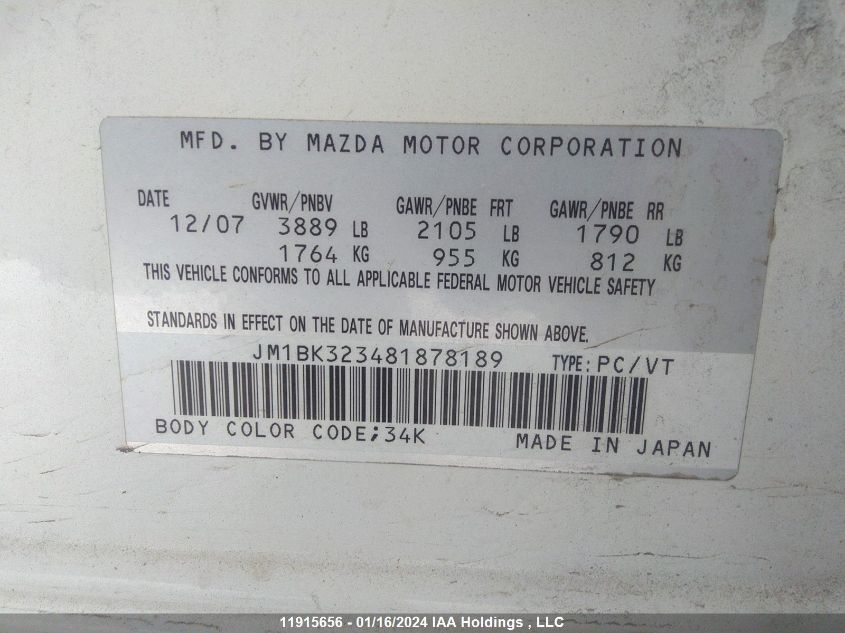 MFD. BY MAZDA MOTOR CORPORATION
DATE GVWR/PNBV GAWR/PNBE FRT GAWR/PNBE RR
12/07 3889 LB 2105 LB 1790 LB
1764 KG 955 KG 812 KG
THIS VEHICLE CONFORMS TO ALL APPLICABLE FEDERAL MOTOR VEHICLE SAFETY
STANDARDS IN EFFECT ON THE DATE OF MANUFACTURE SHOWN ABOVE.
JM1BK323481878189 TYPE: PC/VT
BODY COLOR CODE;34K MADE IN JAPAN
11915656 - 01/16/2024 IAA Holdings , LLC